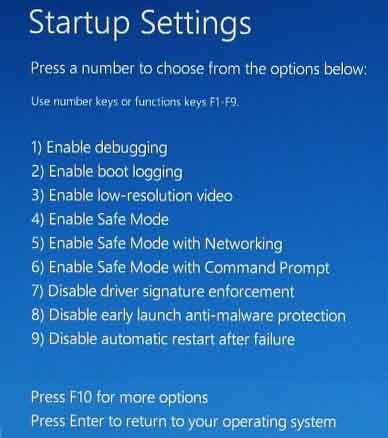 Startup Settings
Press a number to choose from the options below:
Use number keys or functions keys F1-F9.
1) Enable debugging
2) Enable boot logging
3) Enable low-resolution video
4) Enable Safe Mode
5) Enable Safe Mode with Networking
6) Enable Safe Mode with Command Prompt
7) Disable driver signature enforcement
8) Disable early launch anti-malware protection
9) Disable automatic restart after failure
Press F10 for more options
Press Enter to return to your operating system